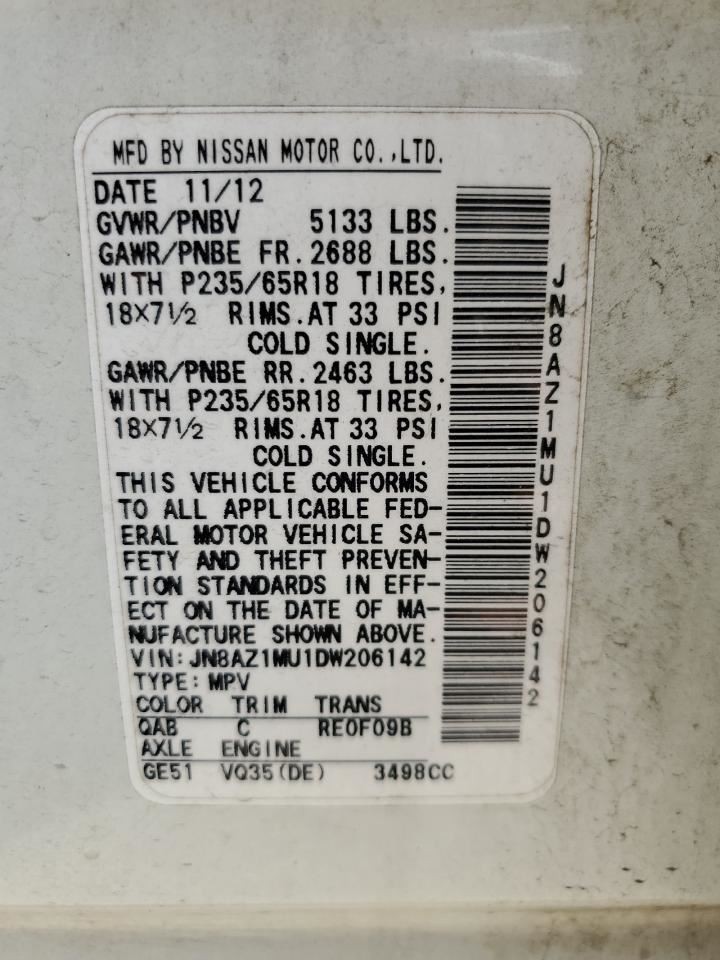 MFD BY NISSAN MOTOR CO.,LTD.
DATE 11/12
GVWR/PNBV 5133 LBS.
GAWR/PNBE FR. 2688 LBS.
WITH P235/65R18 TIRES,
18×7½ RIMS.AT 33 PSI
COLD SINGLE.
GAWR/PNBE RR. 2463 LBS.
WITH P235/65R18 TIRES,
18×7½ RIMS.AT 33 PSI
COLD SINGLE.
THIS VEHICLE CONFORMS
TO ALL APPLICABLE FED-
ERAL MOTOR VEHICLE SA-
FETY AND THEFT PREVEN-
TION STANDARDS IN EFF-
ECT ON THE DATE OF MA-
NUFACTURE SHOWN ABOVE.
VIN:JN8AZ1MU1DW206142
TYPE:MPV
COLOR TRIM TRANS
QAB C RE0F09B
AXLE ENGINE
GE51 VQ35(DE) 3498CC
JN8AZ1MU1DW206142